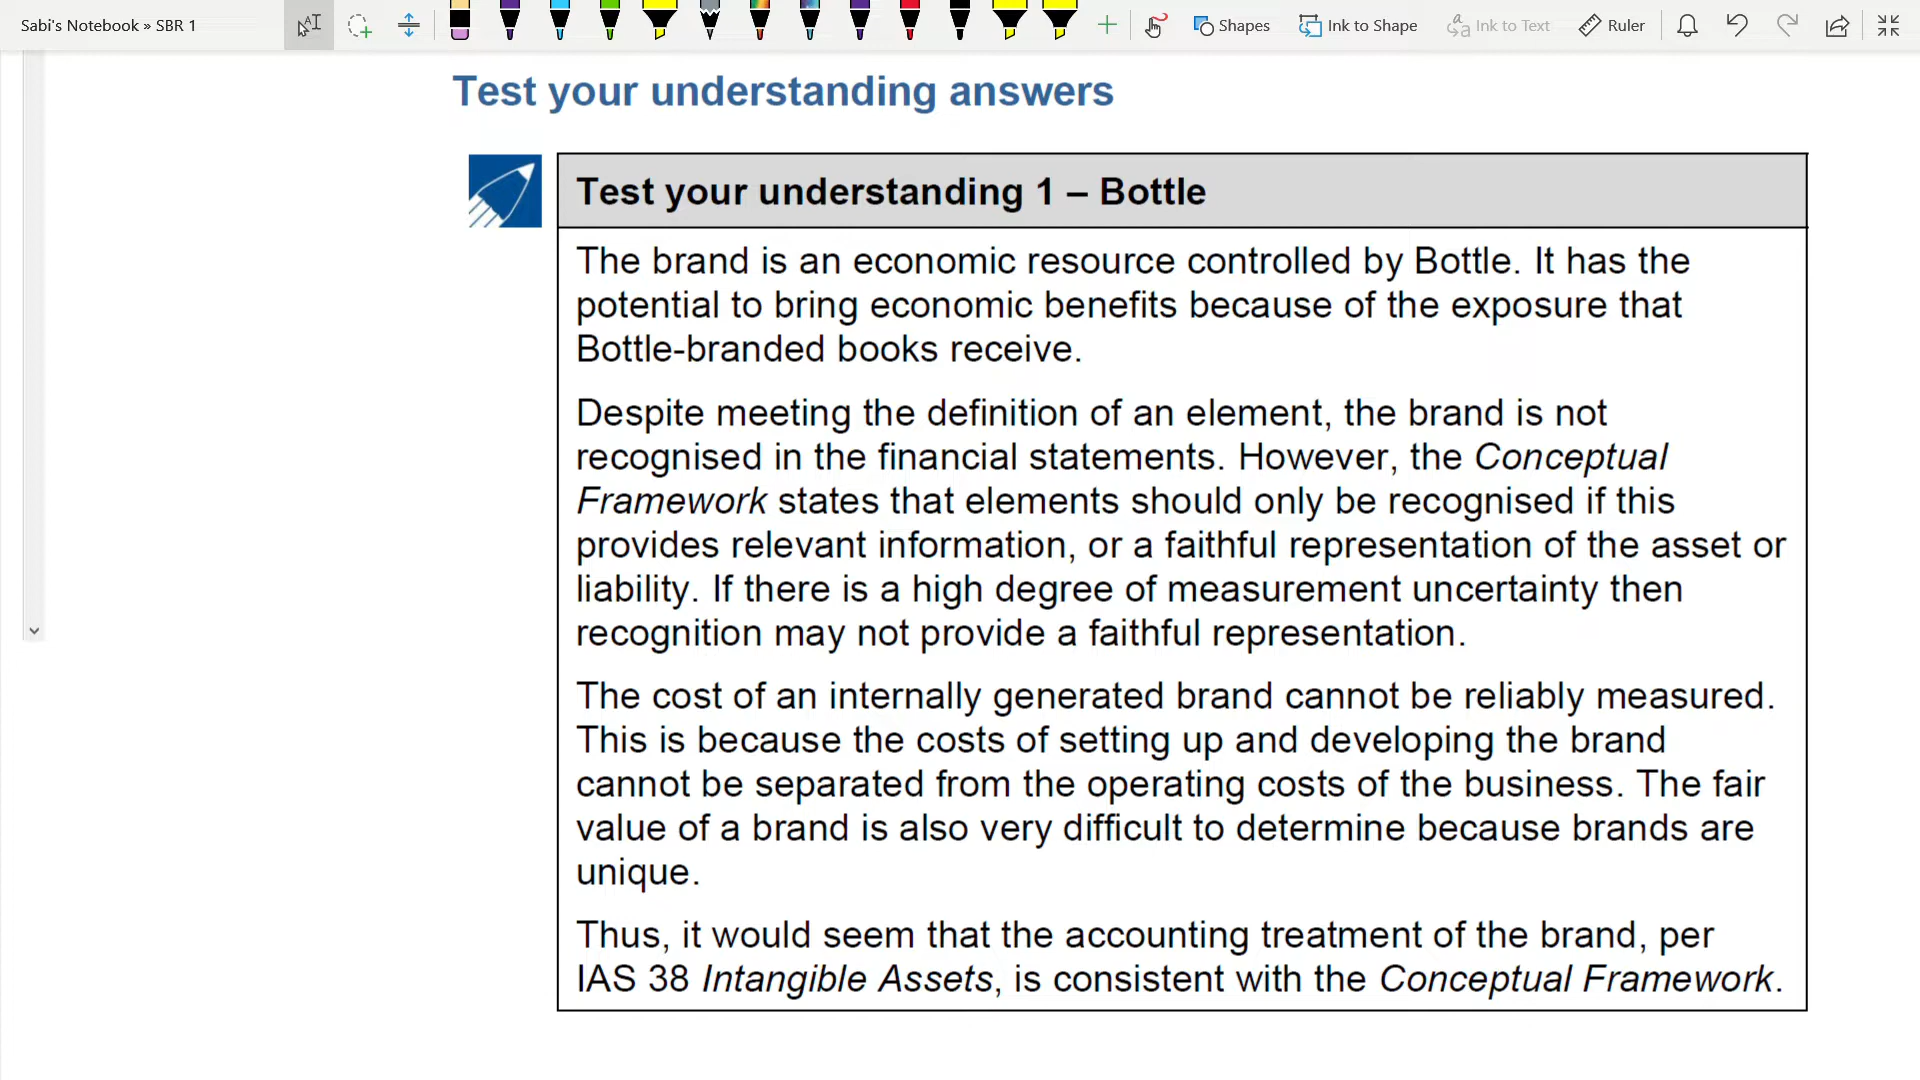 Sabi's Notebook » SBR 1
Shapes
Ink to Shape
Ink to Text
Ruler
Test your understanding answers
Test your understanding 1 – Bottle
The brand is an economic resource controlled by Bottle. It has the
potential to bring economic benefits because of the exposure that
Bottle-branded books receive.
Despite meeting the definition of an element, the brand is not
recognised in the financial statements. However, the Conceptual
Framework states that elements should only be recognised if this
provides relevant information, or a faithful representation of the asset or
liability. If there is a high degree of measurement uncertainty then
recognition may not provide a faithful representation.
The cost of an internally generated brand cannot be reliably measured.
This is because the costs of setting up and developing the brand
cannot be separated from the operating costs of the business. The fair
value of a brand is also very difficult to determine because brands are
unique.
Thus, it would seem that the accounting treatment of the brand, per
IAS 38 Intangible Assets, is consistent with the Conceptual Framework.